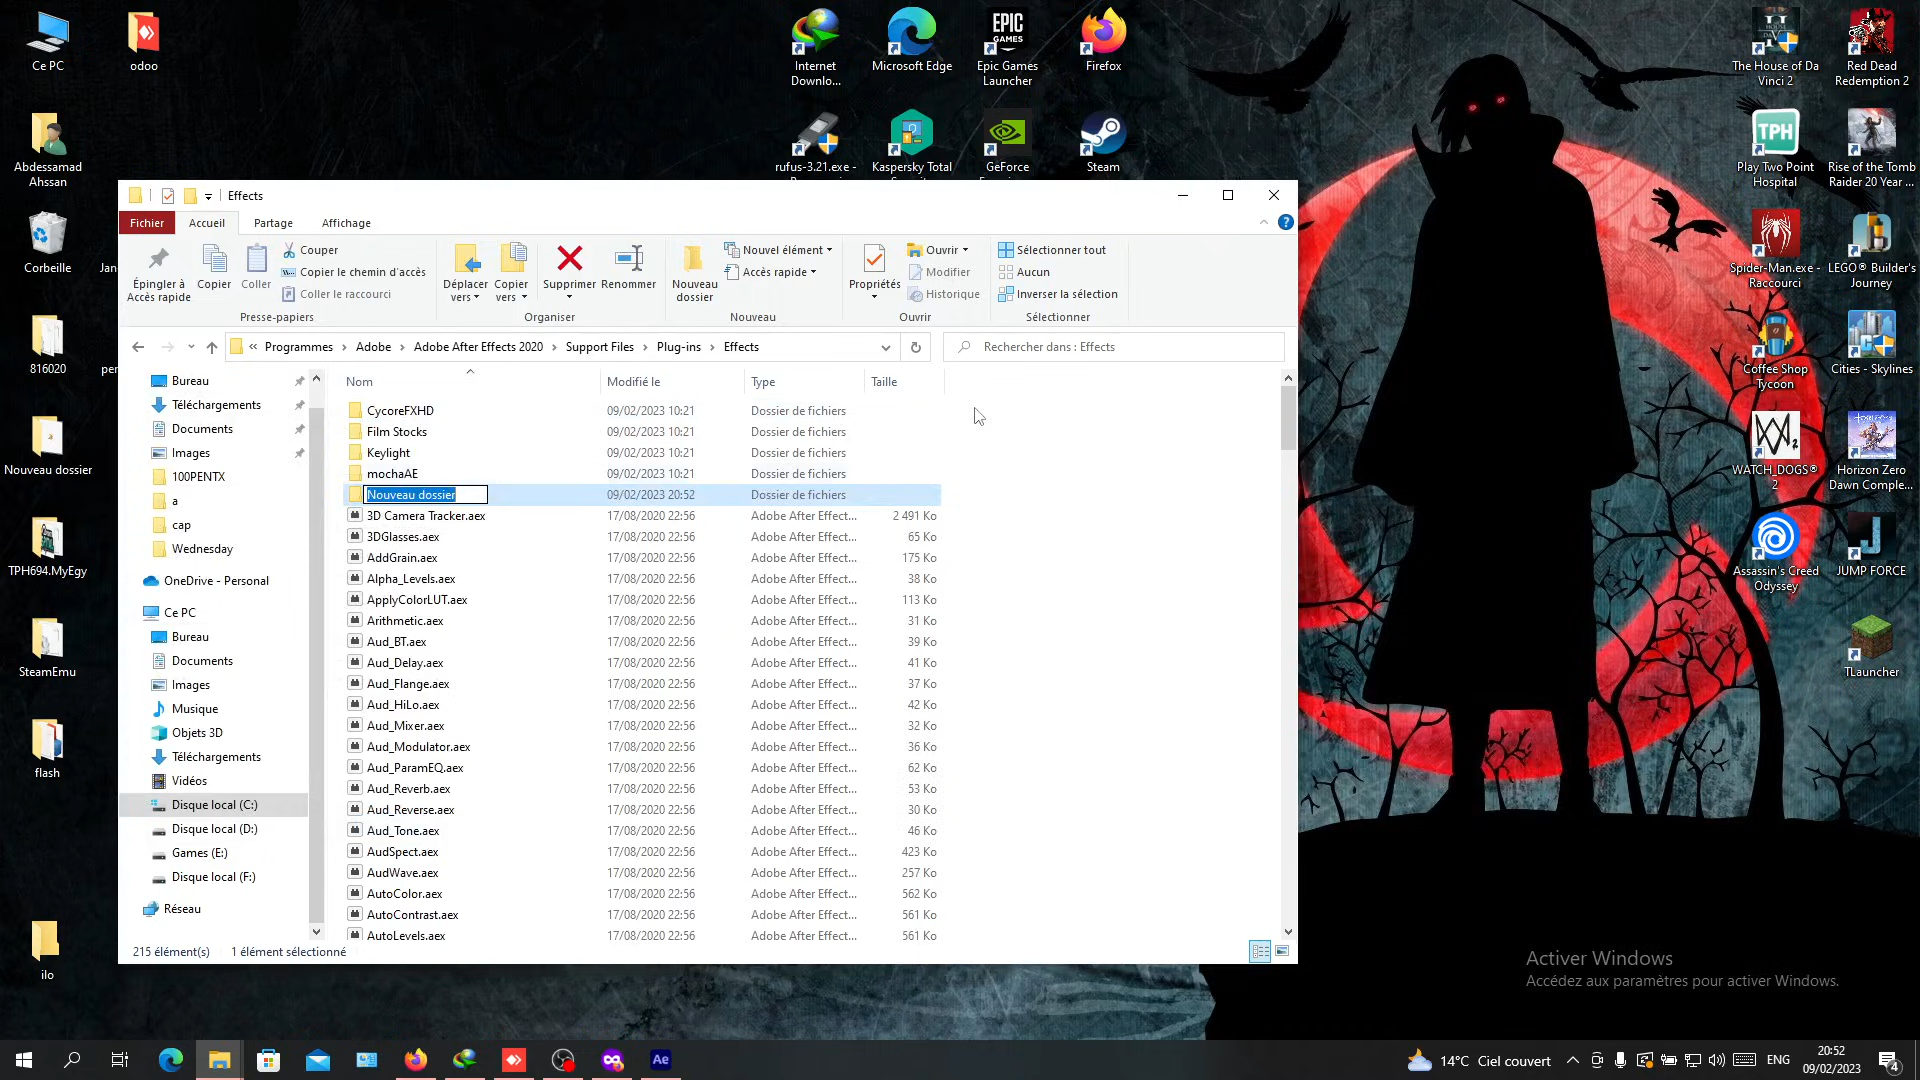 Ce PC
odoo
Internet
Downlo...
Microsoft Edge
EPIC
GAMES
Epic Games
Launcher
Firefox
The House of Da
Vinci 2
Red Dead
Redemption 2
Abdessamad
Ahssan
rufus-3.21.exe -
Kaspersky Total
GeForce
Steam
TPH
Play Two Point
Hospital
Rise of the Tomb
Raider 20 Year ...
Corbeille
Jan
Spider-Man.exe -
Raccourci
LEGO® Builder's
Journey
816020
per
Coffee Shop
Tycoon
Cities - Skylines
Nouveau dossier
WATCH_DOGS®
2
Horizon Zero
Dawn Comple...
TPH694.MyEgy
Assassin's Creed
Odyssey
JUMP FORCE
SteamEmu
TLauncher
flash
ilo
Effects
Fichier
Accueil
Partage
Affichage
Épingler à
Accès rapide
Copier
Coller
Couper
Copier le chemin d'accès
Coller le raccourci
Presse-papiers
Déplacer
vers
Copier
vers
Supprimer
Renommer
Organiser
Nouveau
dossier
Nouvel élément
Accès rapide
Nouveau
Propriétés
Ouvrir
Modifier
Historique
Ouvrir
Sélectionner tout
Aucun
Inverser la sélection
Sélectionner
« Programmes > Adobe > Adobe After Effects 2020 > Support Files > Plug-ins > Effects
Rechercher dans : Effects
Bureau
Téléchargements
Documents
Images
100PENTX
a
cap
Wednesday
OneDrive - Personal
Ce PC
Bureau
Documents
Images
Musique
Objets 3D
Téléchargements
Vidéos
Disque local (C:)
Disque local (D:)
Games (E:)
Disque local (F:)
Réseau
Nom Modifié le Type Taille
CycoreFXHD 09/02/2023 10:21 Dossier de fichiers
Film Stocks 09/02/2023 10:21 Dossier de fichiers
Keylight 09/02/2023 10:21 Dossier de fichiers
mochaAE 09/02/2023 10:21 Dossier de fichiers
Nouveau dossier 09/02/2023 20:52 Dossier de fichiers
3D Camera Tracker.aex 17/08/2020 22:56 Adobe After Effect... 2 491 Ko
3DGlasses.aex 17/08/2020 22:56 Adobe After Effect... 65 Ko
AddGrain.aex 17/08/2020 22:56 Adobe After Effect... 175 Ko
Alpha_Levels.aex 17/08/2020 22:56 Adobe After Effect... 38 Ko
ApplyColorLUT.aex 17/08/2020 22:56 Adobe After Effect... 113 Ko
Arithmetic.aex 17/08/2020 22:56 Adobe After Effect... 31 Ko
Aud_BT.aex 17/08/2020 22:56 Adobe After Effect... 39 Ko
Aud_Delay.aex 17/08/2020 22:56 Adobe After Effect... 41 Ko
Aud_Flange.aex 17/08/2020 22:56 Adobe After Effect... 37 Ko
Aud_HiLo.aex 17/08/2020 22:56 Adobe After Effect... 42 Ko
Aud_Mixer.aex 17/08/2020 22:56 Adobe After Effect... 32 Ko
Aud_Modulator.aex 17/08/2020 22:56 Adobe After Effect... 36 Ko
Aud_ParamEQ.aex 17/08/2020 22:56 Adobe After Effect... 62 Ko
Aud_Reverb.aex 17/08/2020 22:56 Adobe After Effect... 53 Ko
Aud_Reverse.aex 17/08/2020 22:56 Adobe After Effect... 30 Ko
Aud_Tone.aex 17/08/2020 22:56 Adobe After Effect... 46 Ko
AudSpect.aex 17/08/2020 22:56 Adobe After Effect... 423 Ko
AudWave.aex 17/08/2020 22:56 Adobe After Effect... 257 Ko
AutoColor.aex 17/08/2020 22:56 Adobe After Effect... 562 Ko
AutoContrast.aex 17/08/2020 22:56 Adobe After Effect... 561 Ko
AutoLevels.aex 17/08/2020 22:56 Adobe After Effect... 561 Ko
215 élément(s) 1 élément sélectionné
Activer Windows
Accédez aux paramètres pour activer Windows.
Ae
14°C Ciel couvert
ENG
20:52
09/02/2023
4